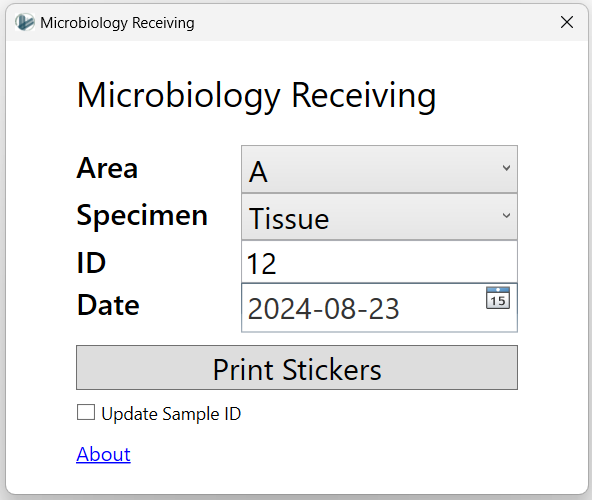 Microbiology Receiving
Microbiology Receiving
Area A
Specimen Tissue
ID 12
Date 2024-08-23 15
Print Stickers
Update Sample ID
About